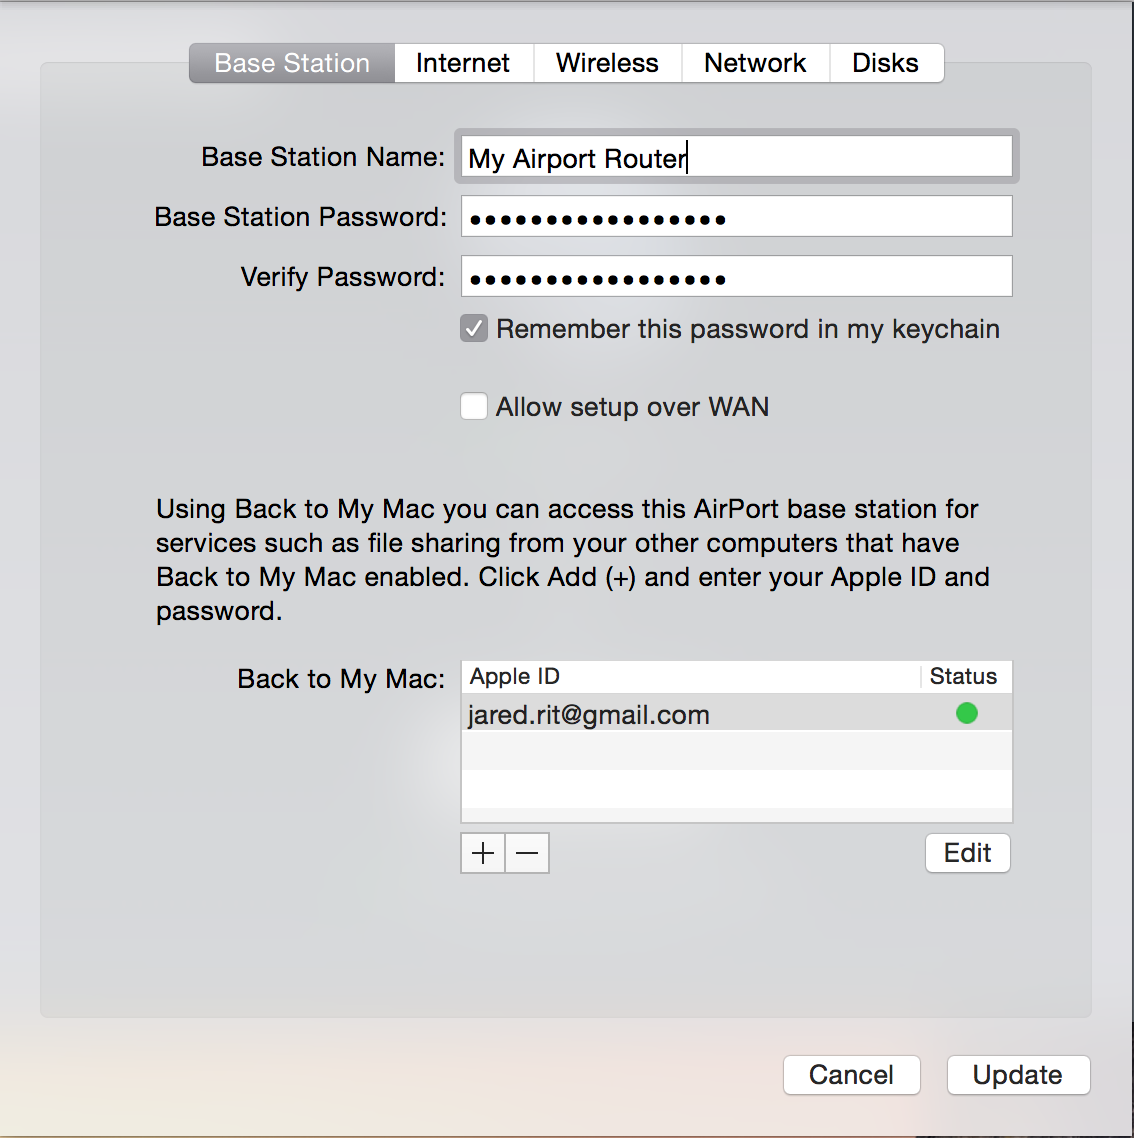 Base Station Internet Wireless Network Disks
Base Station Name: My Airport Router
Base Station Password: •••••••••••••••••
Verify Password: •••••••••••••••••
Remember this password in my keychain
Allow setup over WAN
Using Back to My Mac you can access this AirPort base station for
services such as file sharing from your other computers that have
Back to My Mac enabled. Click Add (+) and enter your Apple ID and
password.
Back to My Mac: Apple ID Status
jared.rit@gmail.com
+ − Edit
Cancel Update